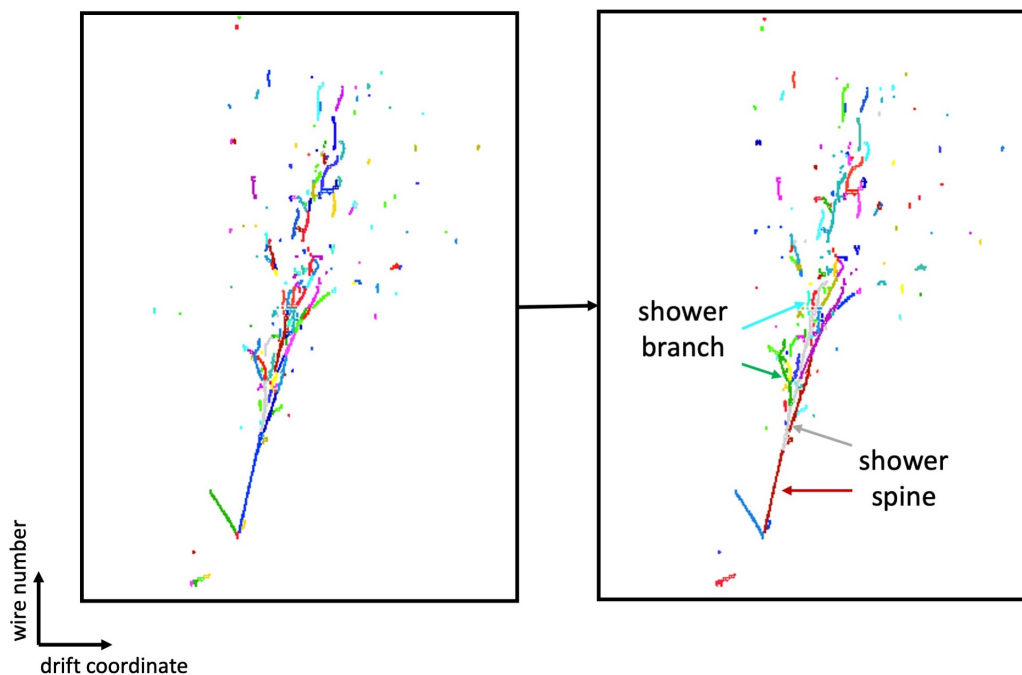 shower
branch
shower
spine
wire number
drift coordinate